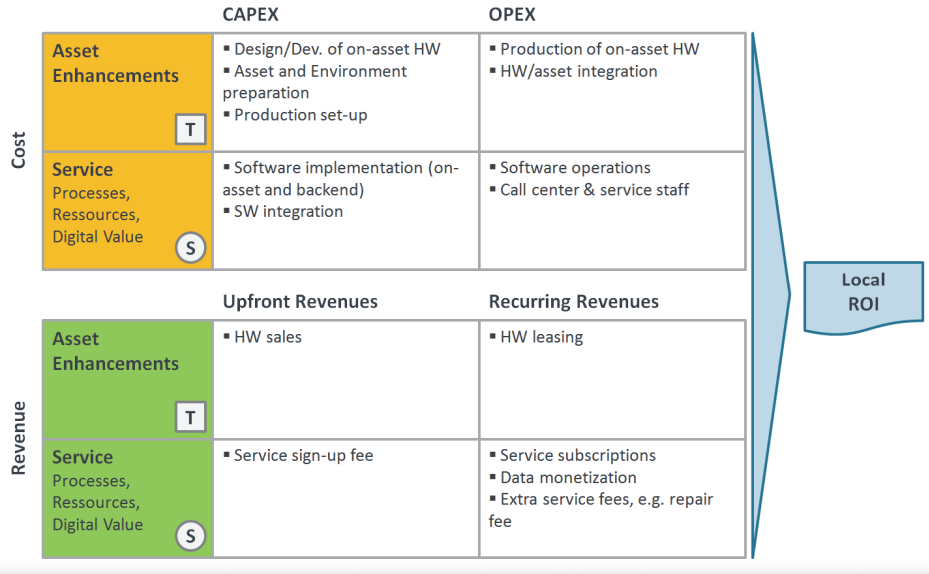 CAPEX
OPEX
Cost
Asset
Enhancements
T
▪ Design/Dev. of on-asset HW
▪ Asset and Environment
preparation
▪ Production set-up
▪ Production of on-asset HW
▪ HW/asset integration
Service
Processes,
Ressources,
Digital Value
S
▪ Software implementation (on-
asset and backend)
▪ SW integration
▪ Software operations
▪ Call center & service staff
Upfront Revenues
Recurring Revenues
Revenue
Asset
Enhancements
T
▪ HW sales
▪ HW leasing
Service
Processes,
Ressources,
Digital Value
S
▪ Service sign-up fee
▪ Service subscriptions
▪ Data monetization
▪ Extra service fees, e.g. repair
fee
Local
ROI